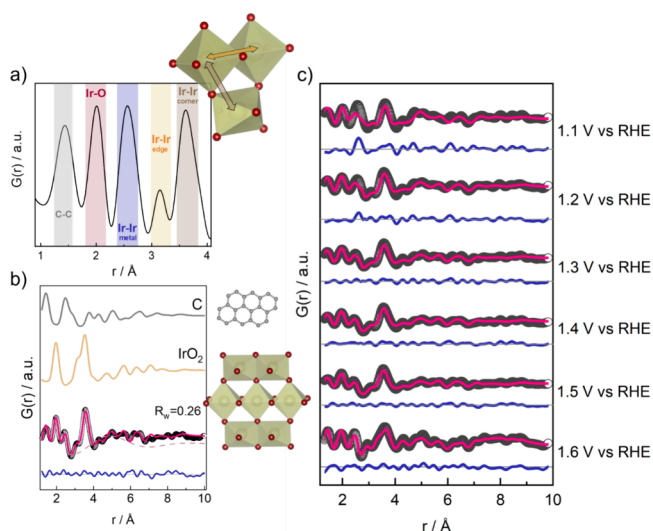 a)
Ir-O
Ir-Ir
corner
Ir-Ir
edge
C-C
Ir-Ir
metal
G(r) / a.u.
1
2
3
4
r / Å
b)
C
IrO₂
R_w=0.26
G(r) / a.u.
2
4
6
8
10
r / Å
c)
1.1 V vs RHE
1.2 V vs RHE
1.3 V vs RHE
1.4 V vs RHE
1.5 V vs RHE
1.6 V vs RHE
G(r) / a.u.
2
4
6
8
10
r / Å